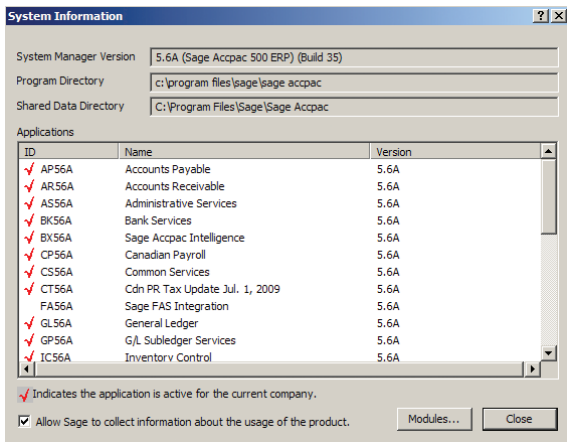 System Information
System Manager Version 5.6A (Sage Accpac 500 ERP) (Build 35)
Program Directory c:\program files\sage\sage accpac
Shared Data Directory C:\Program Files\Sage\Sage Accpac
Applications
ID Name Version
AP56A Accounts Payable 5.6A
AR56A Accounts Receivable 5.6A
AS56A Administrative Services 5.6A
BK56A Bank Services 5.6A
BX56A Sage Accpac Intelligence 5.6A
CP56A Canadian Payroll 5.6A
CS56A Common Services 5.6A
CT56A Cdn PR Tax Update Jul. 1, 2009 5.6A
FA56A Sage FAS Integration 5.6A
GL56A General Ledger 5.6A
GP56A G/L Subledger Services 5.6A
IC56A Inventory Control 5.6A
Indicates the application is active for the current company.
Allow Sage to collect information about the usage of the product. Modules... Close